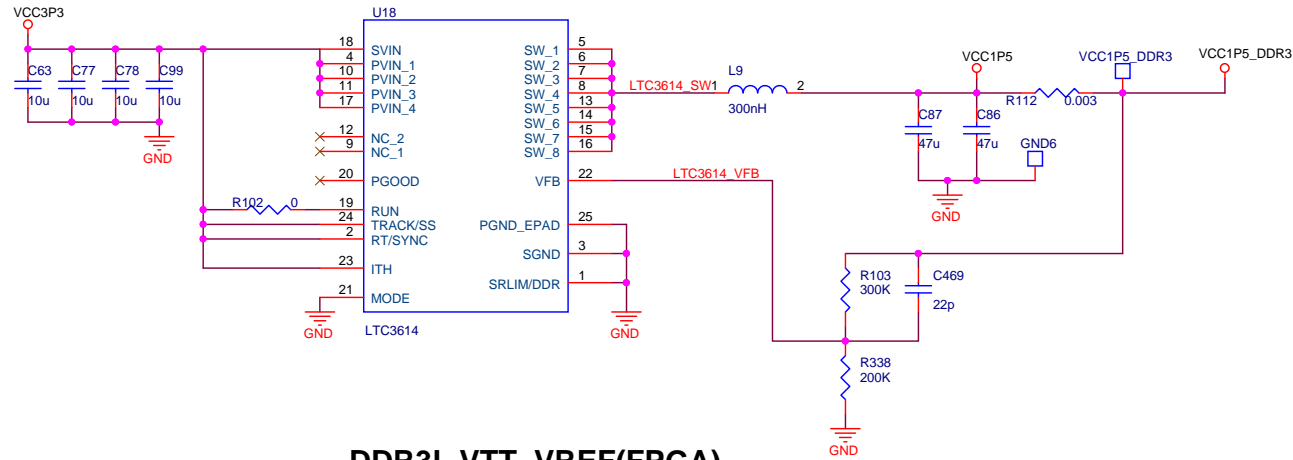 VCC3P3
C63
10u
C77
10u
C78
10u
C99
10u
GND
U18
18 SVIN
4 PVIN_1
10 PVIN_2
11 PVIN_3
17 PVIN_4
12 NC_2
9 NC_1
20 PGOOD
R102 0
19 RUN
24 TRACK/SS
2 RT/SYNC
23 ITH
21 MODE
GND
LTC3614
SW_1 5
SW_2 6
SW_3 7
SW_4 8
SW_5 13
SW_6 14
SW_7 15
SW_8 16
VFB 22
PGND_EPAD 25
SGND 3
SRLIM/DDR 1
GND
LTC3614_SW 1
L9
2
300nH
LTC3614_VFB
VCC1P5
VCC1P5_DDR3
VCC1P5_DDR3
R112 0.003
C87
47u
C86
47u
GND6
GND
R103
300K
C469
22p
R338
200K
GND